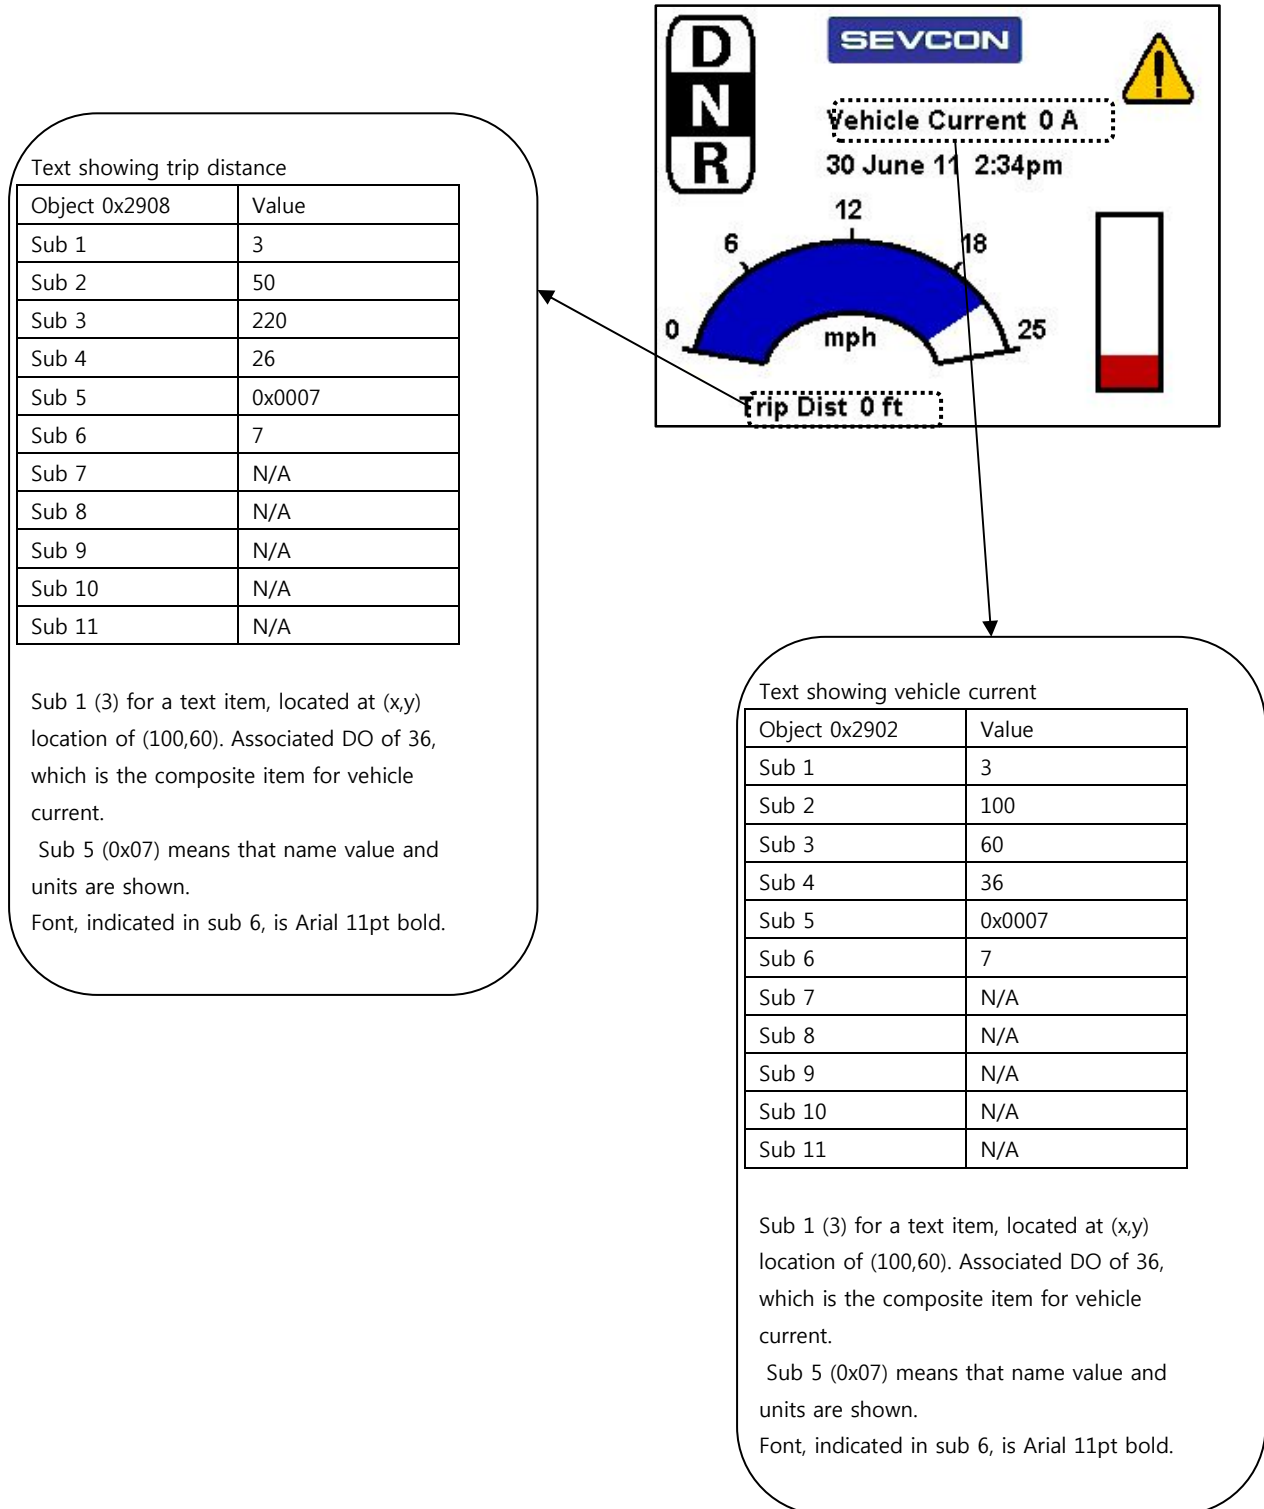 D
N
R
SEVCON
Vehicle Current 0 A
30 June 11 2:34pm
12
6 18
0 25
mph
Trip Dist 0 ft
Text showing trip distance
Object 0x2908 Value
Sub 1 3
Sub 2 50
Sub 3 220
Sub 4 26
Sub 5 0x0007
Sub 6 7
Sub 7 N/A
Sub 8 N/A
Sub 9 N/A
Sub 10 N/A
Sub 11 N/A
Sub 1 (3) for a text item, located at (x,y)
location of (100,60). Associated DO of 36,
which is the composite item for vehicle
current.
Sub 5 (0x07) means that name value and
units are shown.
Font, indicated in sub 6, is Arial 11pt bold.
Text showing vehicle current
Object 0x2902 Value
Sub 1 3
Sub 2 100
Sub 3 60
Sub 4 36
Sub 5 0x0007
Sub 6 7
Sub 7 N/A
Sub 8 N/A
Sub 9 N/A
Sub 10 N/A
Sub 11 N/A
Sub 1 (3) for a text item, located at (x,y)
location of (100,60). Associated DO of 36,
which is the composite item for vehicle
current.
Sub 5 (0x07) means that name value and
units are shown.
Font, indicated in sub 6, is Arial 11pt bold.